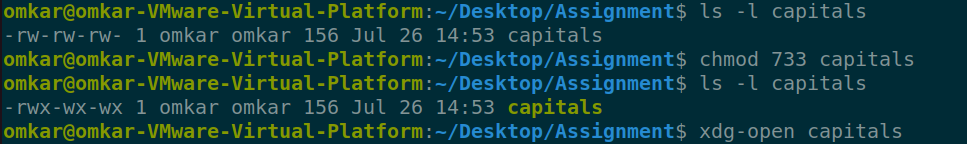 omkar@omkar-VMware-Virtual-Platform:~/Desktop/Assignment$ ls -l capitals
-rw-rw-rw- 1 omkar omkar 156 Jul 26 14:53 capitals
omkar@omkar-VMware-Virtual-Platform:~/Desktop/Assignment$ chmod 733 capitals
omkar@omkar-VMware-Virtual-Platform:~/Desktop/Assignment$ ls -l capitals
-rwx-wx-wx 1 omkar omkar 156 Jul 26 14:53 capitals
omkar@omkar-VMware-Virtual-Platform:~/Desktop/Assignment$ xdg-open capitals